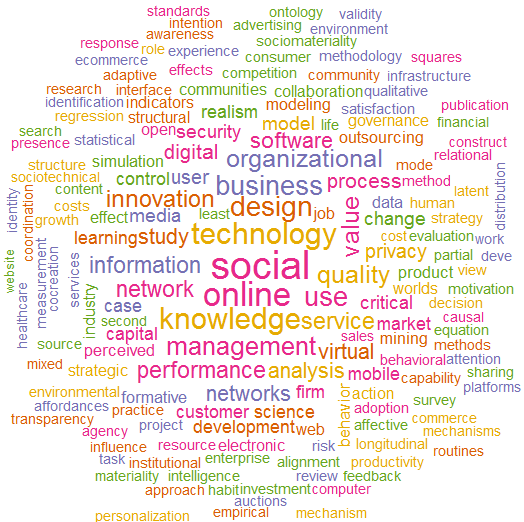 standards ontology validity
intention advertising environment
awareness sociomateriality
response role experience consumer methodology squares
ecommerce adaptive effects competition community infrastructure
research interface communities collaboration qualitative
identification indicators realism modeling satisfaction publication
regression structural open security model life governance financial
search presence statistical digital software outsourcing construct relational
structure simulation organizational mode
sociotechnical control user business process method latent
content innovation design job value data human distribution
identity coordination costs growth effect media least change strategy
learning study technology cost evaluation work
website measurement cocreation services information social privacy partial deve
healthcare industry network online use quality product view
case critical worlds motivation
second knowledge service market decision causal
source capital sales mining equation
mixed perceived management virtual behavioral methods attention
strategic performance analysis mobile capability sharing
environmental formative networks firm behavior action survey platforms
affordances practice customer science adoption commerce
transparency project development web affective mechanisms
agency influence resource electronic risk longitudinal routines
task institutional enterprise alignment productivity
materiality intelligence review feedback
approach habit investment computer
auctions
personalization empirical mechanism